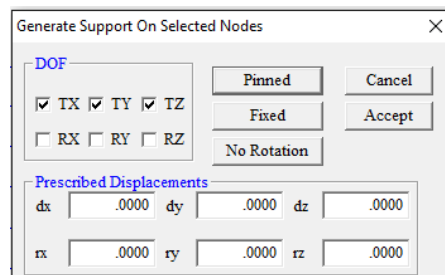 Generate Support On Selected Nodes
DOF
TX TY TZ
RX RY RZ
Pinned
Fixed
No Rotation
Cancel
Accept
Prescribed Displacements
dx .0000 dy .0000 dz .0000
rx .0000 ry .0000 rz .0000